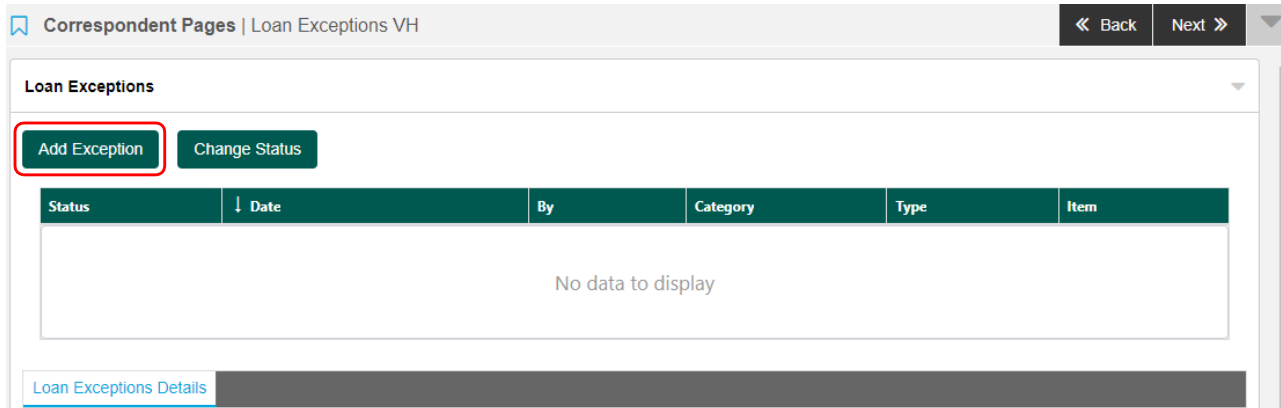 Correspondent Pages | Loan Exceptions VH
« Back Next »
Loan Exceptions
Add Exception Change Status
Status ↓ Date By Category Type Item
No data to display
Loan Exceptions Details